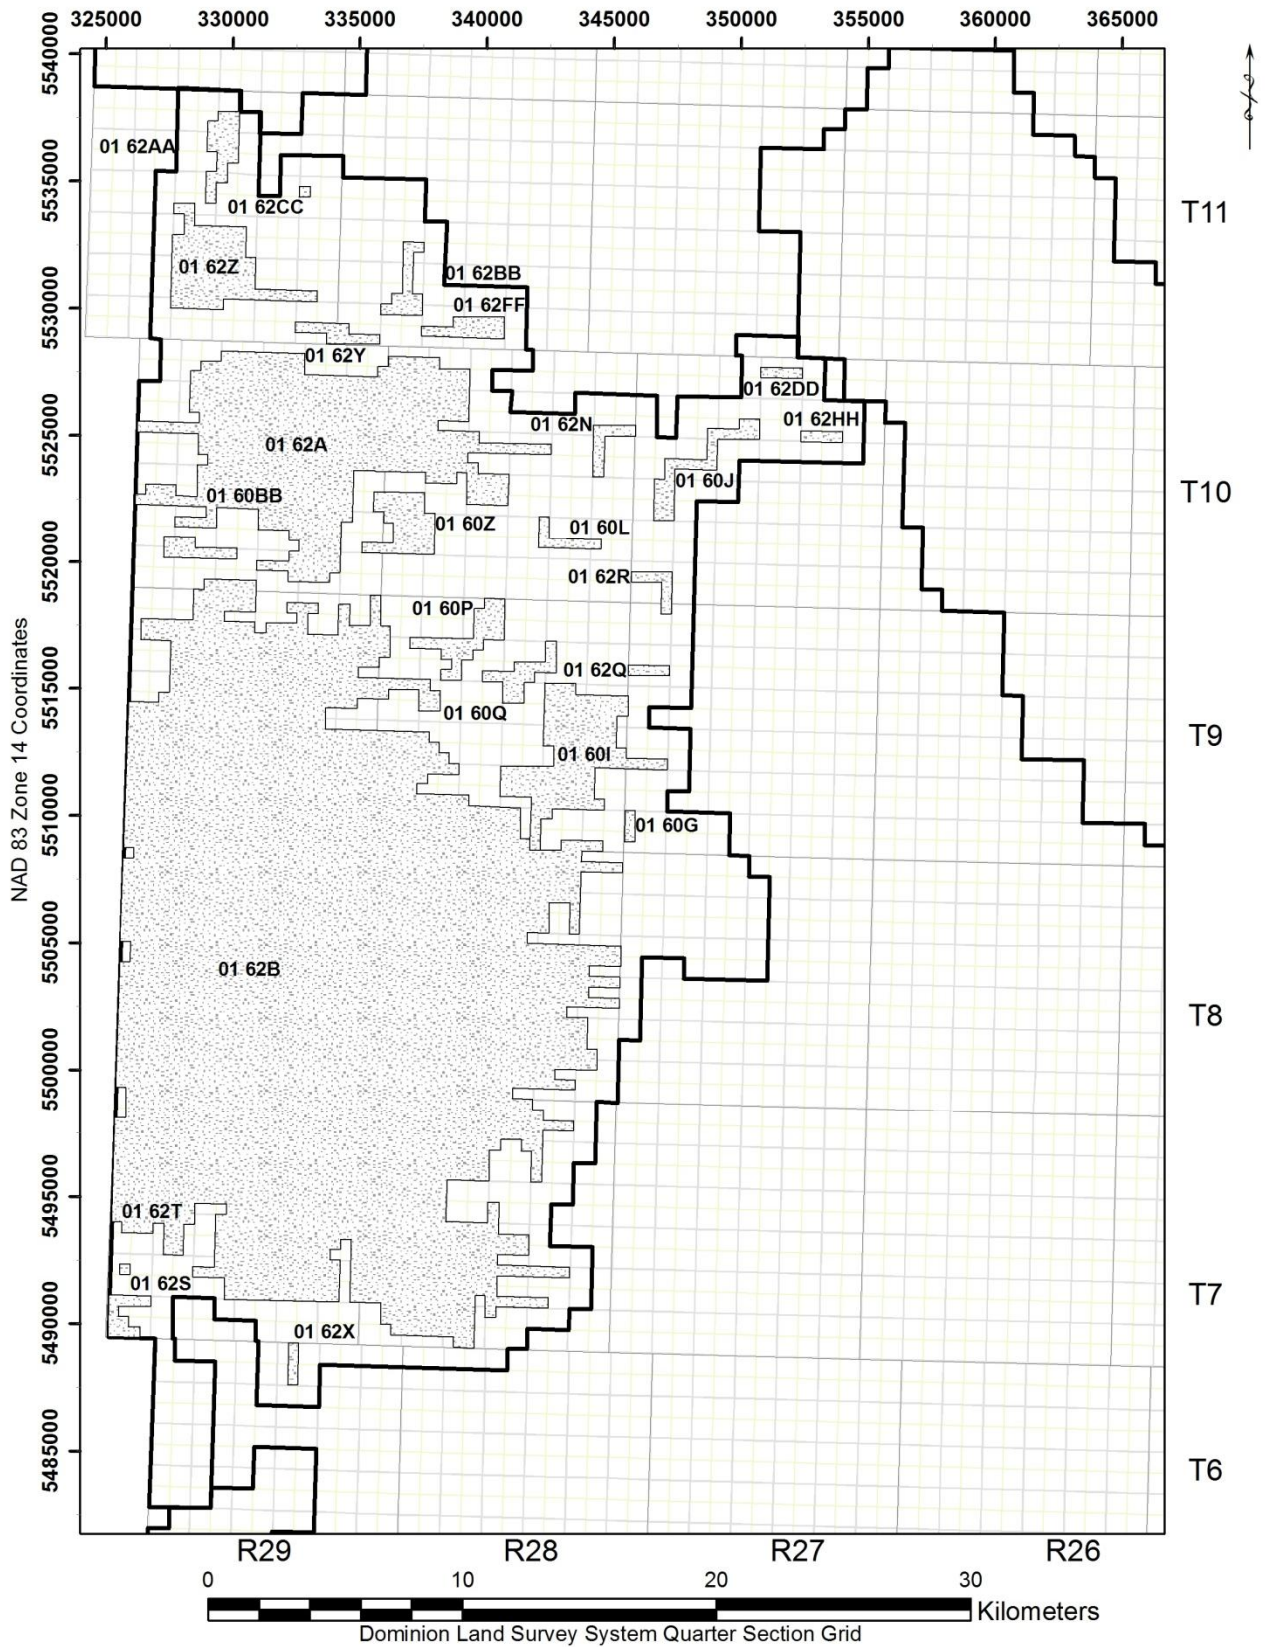 325000 330000 335000 340000 345000 350000 355000 360000 365000
5540000
01 62AA
5535000
01 62CC
T11
01 62Z
01 62BB
5530000
01 62FF
01 62Y
01 62DD
01 62HH
01 62N
5525000
01 62A
01 60J
01 60BB
T10
01 60Z
01 60L
5520000
01 62R
01 60P
NAD 83 Zone 14 Coordinates
5515000
01 62Q
01 60Q
T9
01 60I
5510000
01 60G
5505000
01 62B
T8
5500000
5495000
01 62T
01 62S
T7
5490000
01 62X
5485000
T6
R29 R28 R27 R26
0 10 20 30
Kilometers
Dominion Land Survey System Quarter Section Grid